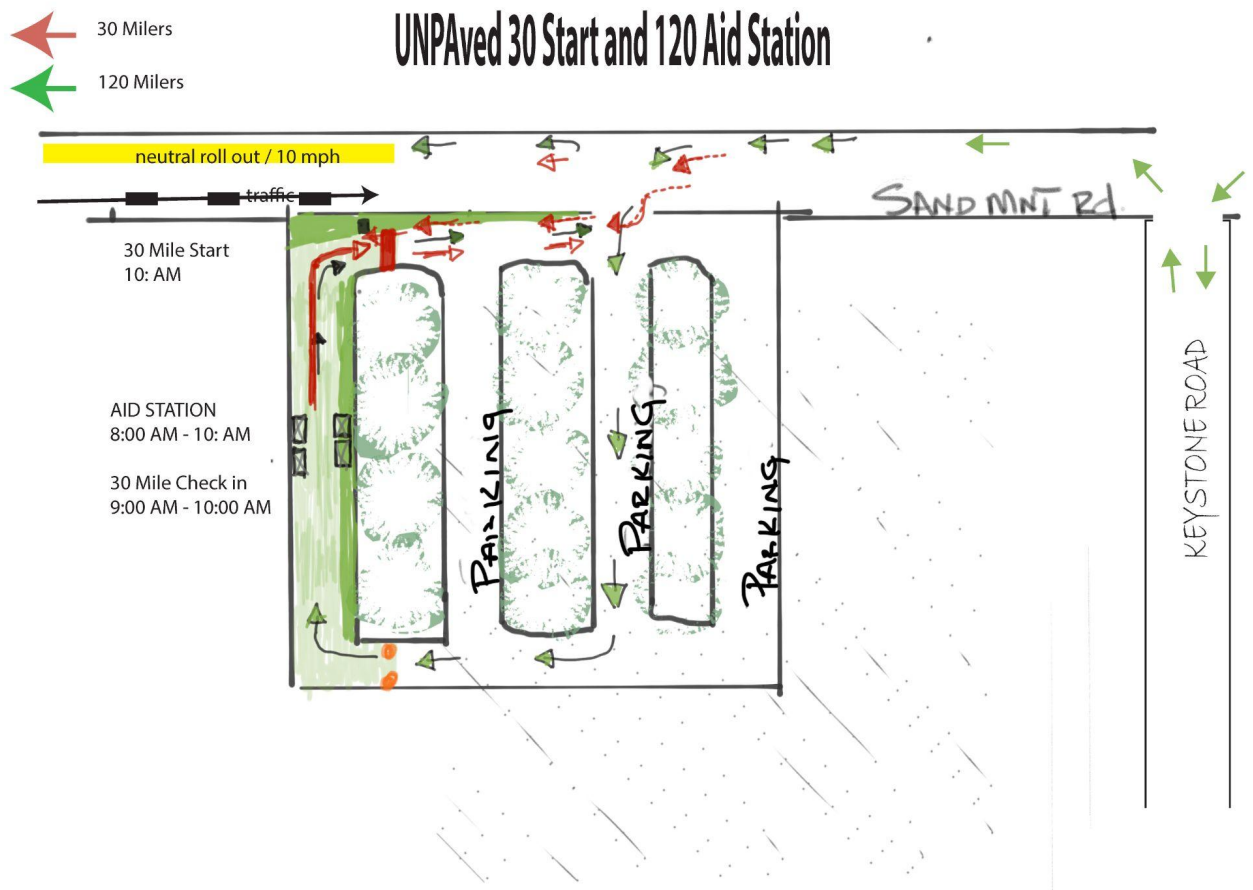 UNPAved 30 Start and 120 Aid Station
30 Milers
120 Milers
neutral roll out / 10 mph
traffic
SAND MNT Rd.
30 Mile Start
10: AM
AID STATION
8:00 AM - 10: AM
30 Mile Check in
9:00 AM - 10:00 AM
PARKING
PARKING
PARKING
KEYSTONE ROAD